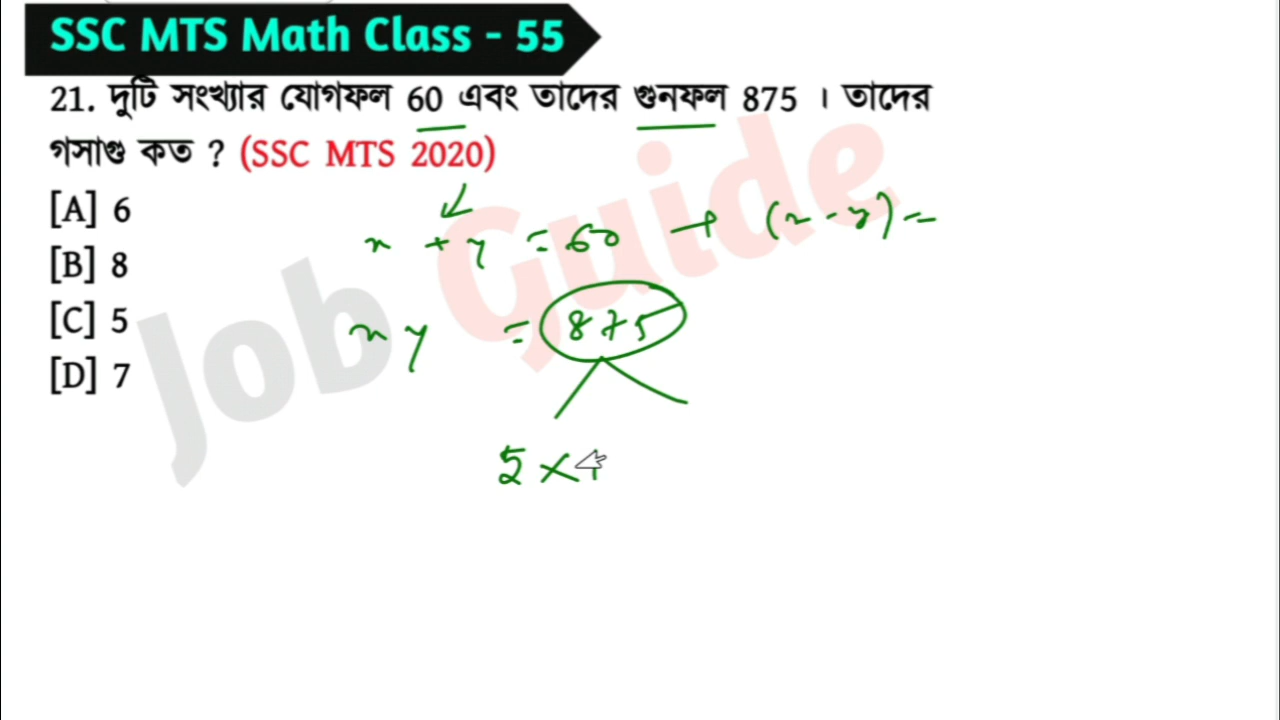 SSC MTS Math Class - 55
21. দুটি সংখ্যার যোগফল 60 এবং তাদের গুনফল 875 । তাদের
গসাগু কত ? (SSC MTS 2020)
[A] 6
[B] 8
[C] 5
[D] 7
x + y = 60 → (x - y) =
xy = 875
5 ×
Job Guide